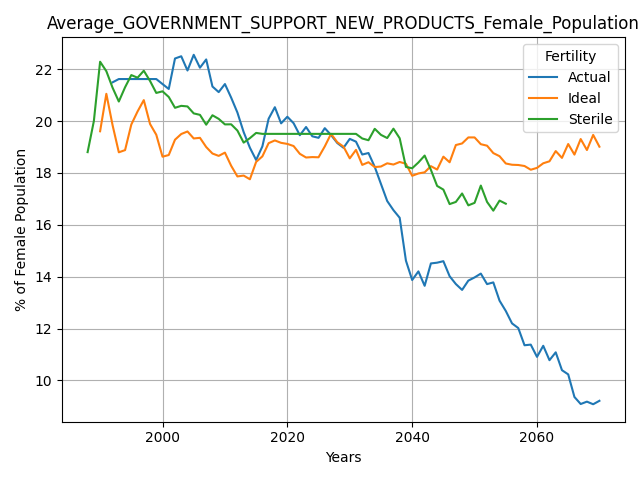 Average_GOVERNMENT_SUPPORT_NEW_PRODUCTS_Female_Population
Fertility
Actual
Ideal
Sterile
% of Female Population
22
20
18
16
14
12
10
2000 2020 2040 2060
Years